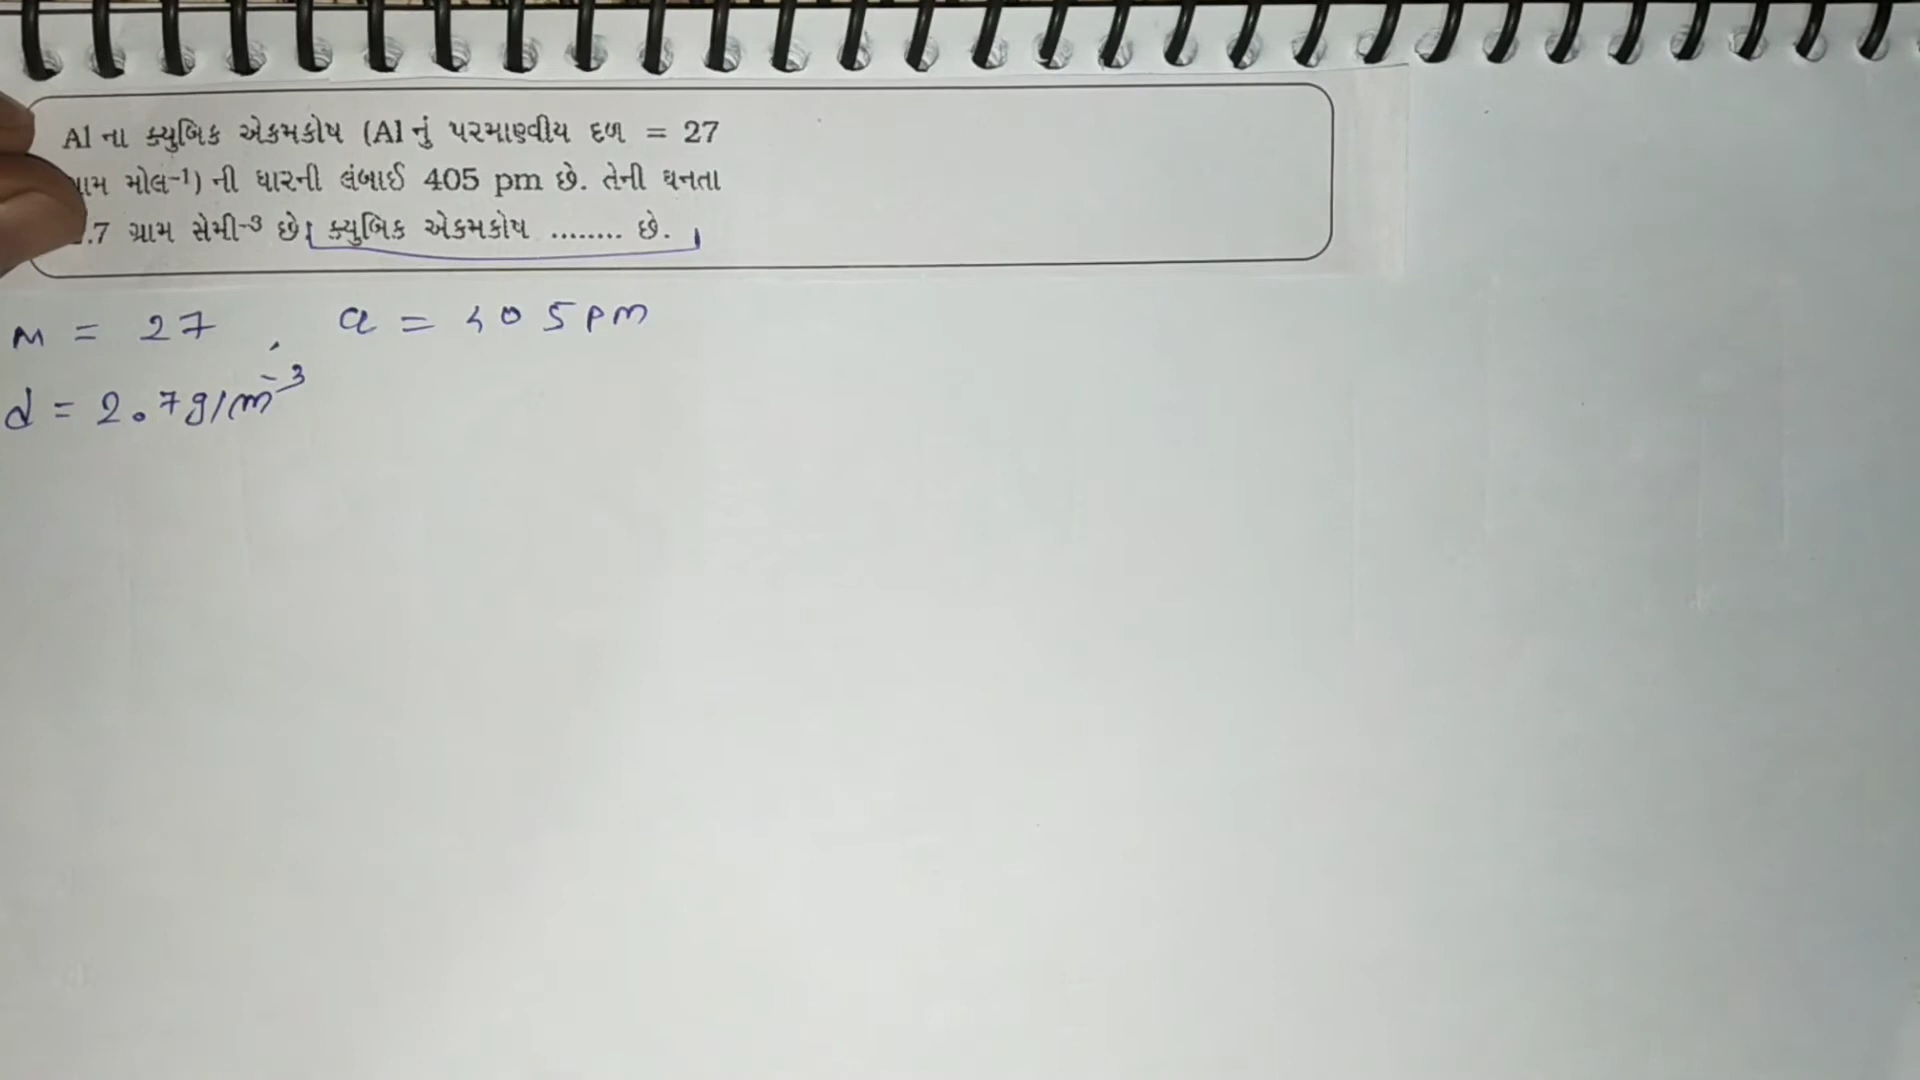 Al ના ક્યુબિક એકમકોષ (Al નું પરમાણ્વીય દળ = 27
મોલ⁻¹) ની ધારની લંબાઈ 405 pm છે. તેની ઘનતા
.7 ગ્રામ સેમી⁻³ છે. ક્યુબિક એકમકોષ ........ છે.
M = 27 , a = 405 pm
d = 2.7 g/m⁻³